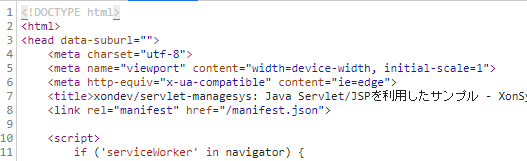 1 <!DOCTYPE html>
2 <html>
3 <head data-suburl="">
4 <meta charset="utf-8">
5 <meta name="viewport" content="width=device-width, initial-scale=1">
6 <meta http-equiv="x-ua-compatible" content="ie=edge">
7 <title>xondev/servlet-managesys: Java Servlet/JSPを利用したサンプル - XonSy
8 <link rel="manifest" href="/manifest.json">
9
10 <script>
11 if ('serviceWorker' in navigator) {